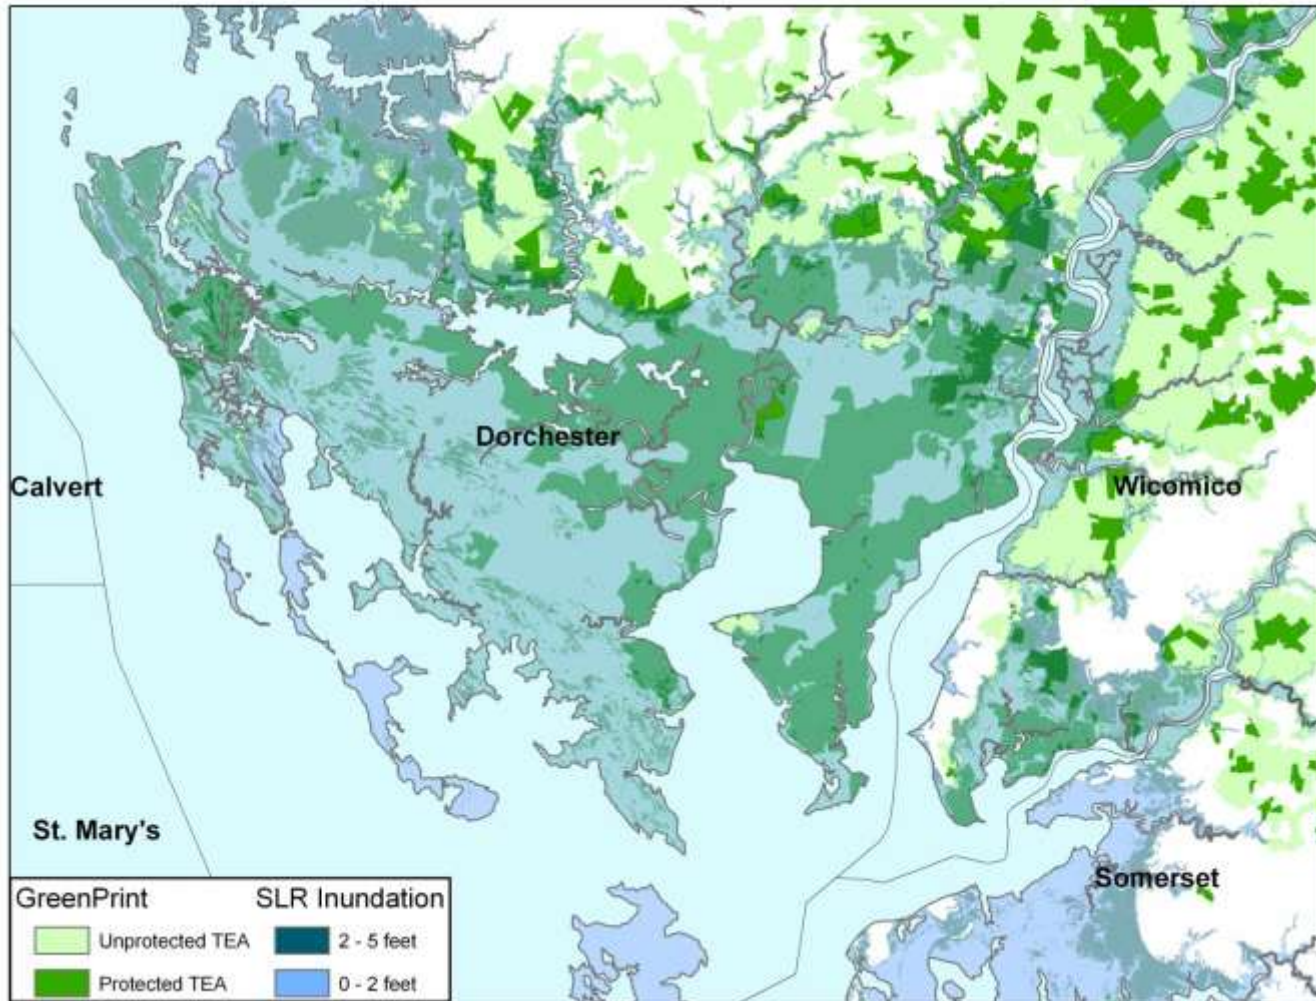 Dorchester
Calvert
Wicomico
St. Mary's
Somerset
GreenPrint
SLR Inundation
Unprotected TEA
2 - 5 feet
Protected TEA
0 - 2 feet